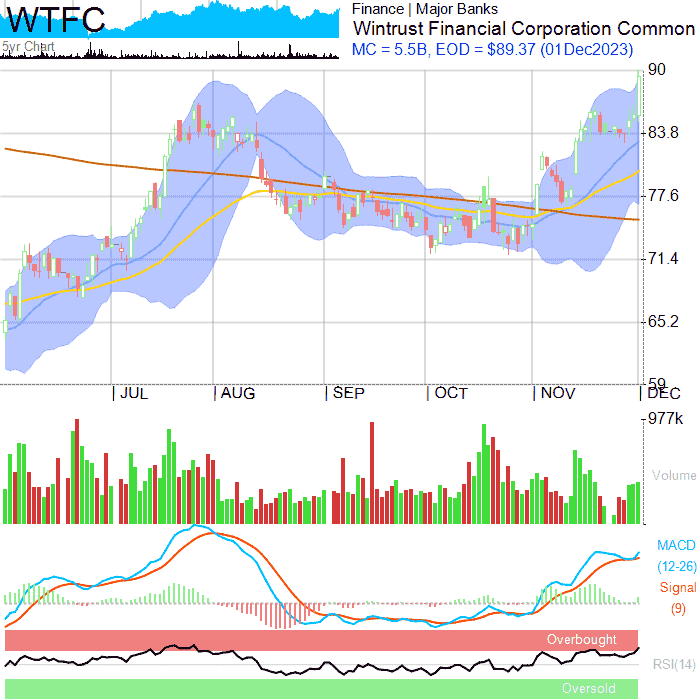 WTFC
5yr Chart
Finance | Major Banks
Wintrust Financial Corporation Common
MC = 5.5B, EOD = $89.37 (01Dec2023)
90
83.8
77.6
71.4
65.2
59
JUL AUG SEP OCT NOV DEC
977k
Volume
MACD
(12-26)
Signal
(9)
Overbought
RSI(14)
Oversold